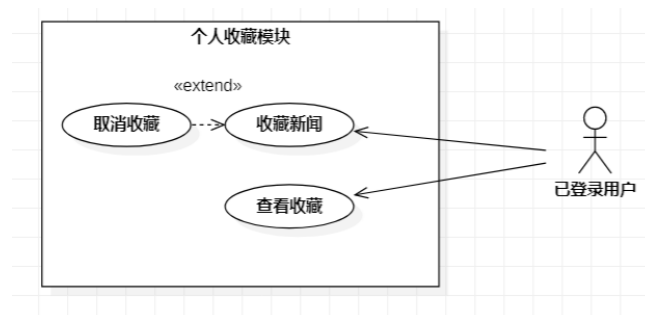 个人收藏模块
«extend»
取消收藏
收藏新闻
已登录用户
查看收藏